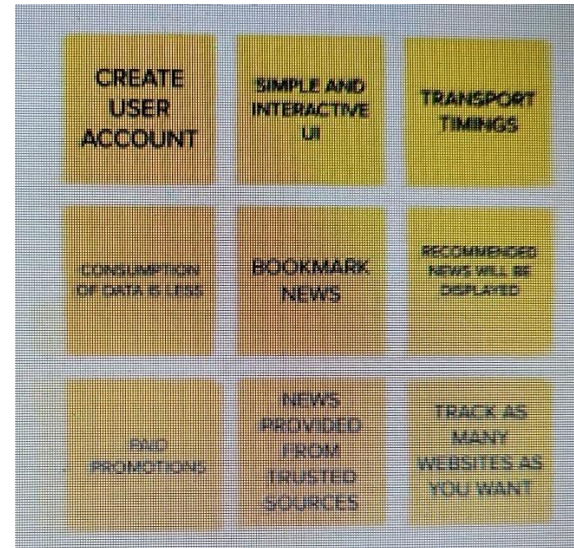 CREATE
USER
ACCOUNT
SIMPLE AND
INTERACTIVE
UI
TRANSPORT
TIMINGS
CONSUMPTION
OF DATA IS LESS
BOOKMARK
NEWS
RECOMMENDED
NEWS WILL BE
DISPLAYED
PAID
PROMOTIONS
NEWS
PROVIDED
FROM
TRUSTED
SOURCES
TRACK AS
MANY
WEBSITES AS
YOU WANT